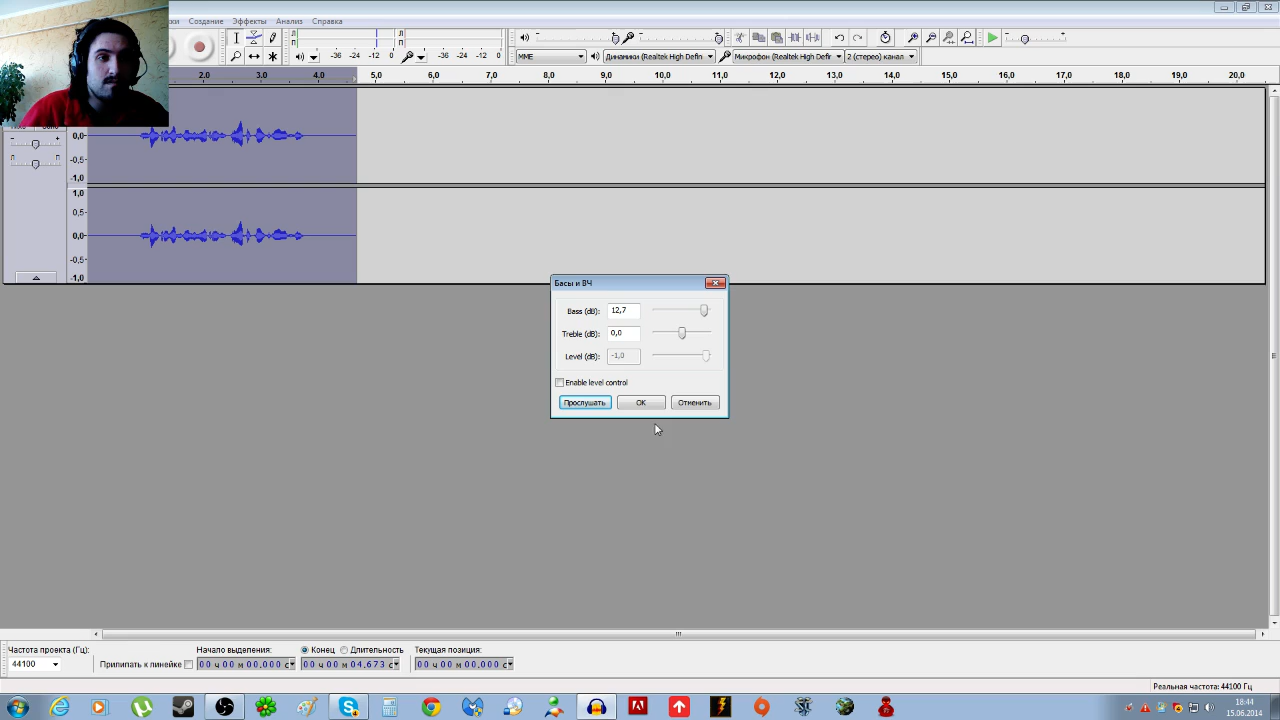 Создание Эффекты Анализ Справка
Л -36 -24 -12 0 Л
П П
-36 -24 -12 0 -36 -24 -12 0
MME Динамики (Realtek High Defin Микрофон (Realtek High Defir 2 (стерео) канал
2,0 3,0 4,0 5,0 6,0 7,0 8,0 9,0 10,0 11,0 12,0 13,0 14,0 15,0 16,0 17,0 18,0 19,0 20,0
- +
0,0
Л П
-0,5
-1,0
1,0
0,5
0,0
-0,5
-1,0
Басы и ВЧ
Bass (dB): 12,7
Treble (dB): 0,0
Level (dB): -1,0
Enable level control
Прослушать OK Отменить
Частота проекта (Гц): Начало выделения: Конец Длительность Текущая позиция:
44100 Прилипать к линейке 00 ч 00 м 00,000 с 00 ч 00 м 04,673 с 00 ч 00 м 00,000 с
Реальная частота: 44100 Гц
18:44
15.06.2014